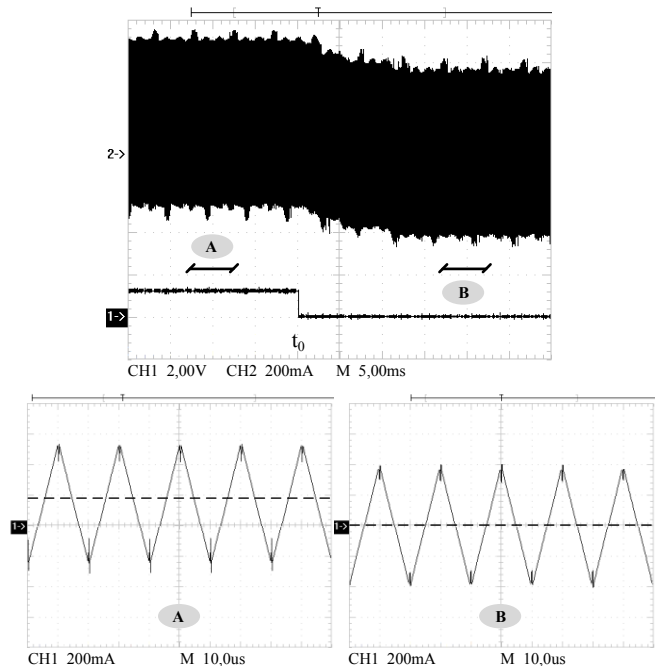 2->
A
B
1->
t0
CH1 2,00V CH2 200mA M 5,00ms
1->
1->
A
B
CH1 200mA M 10,0us
CH1 200mA M 10,0us